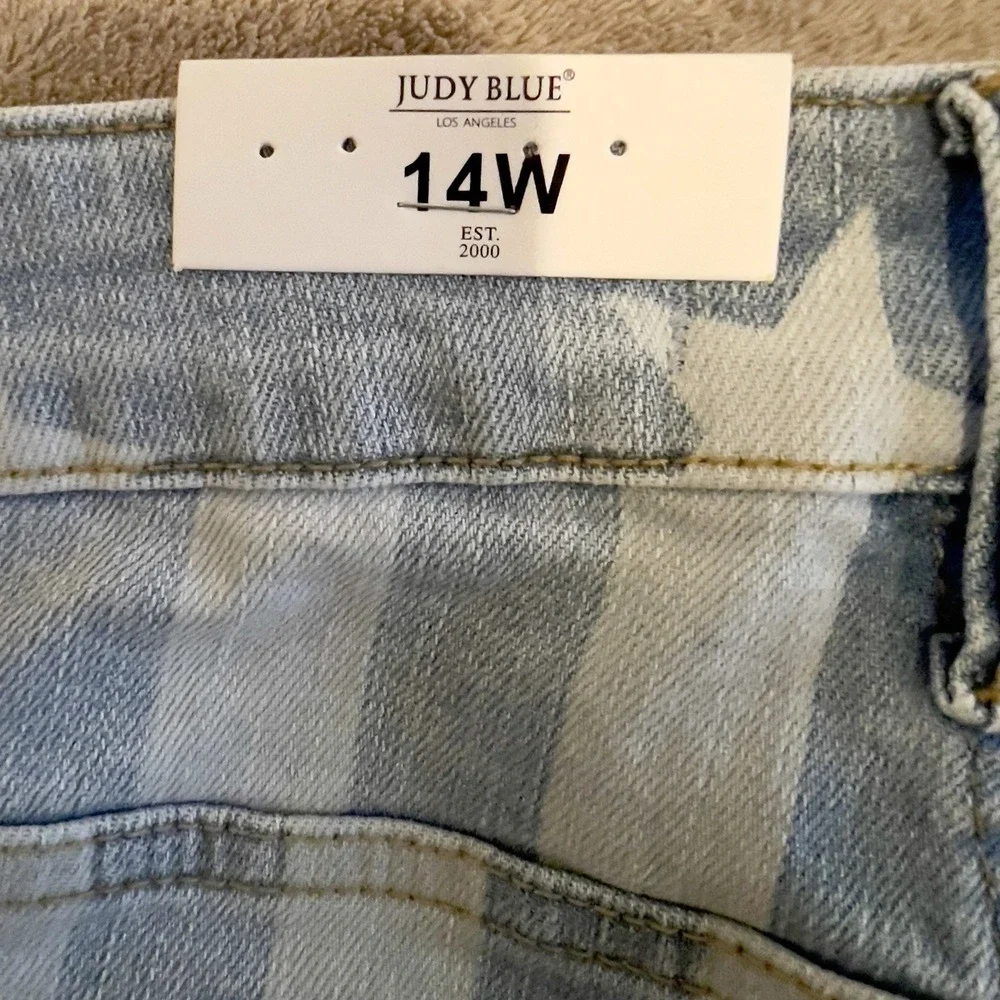 JUDY BLUE®
LOS ANGELES
14W
EST.
2000